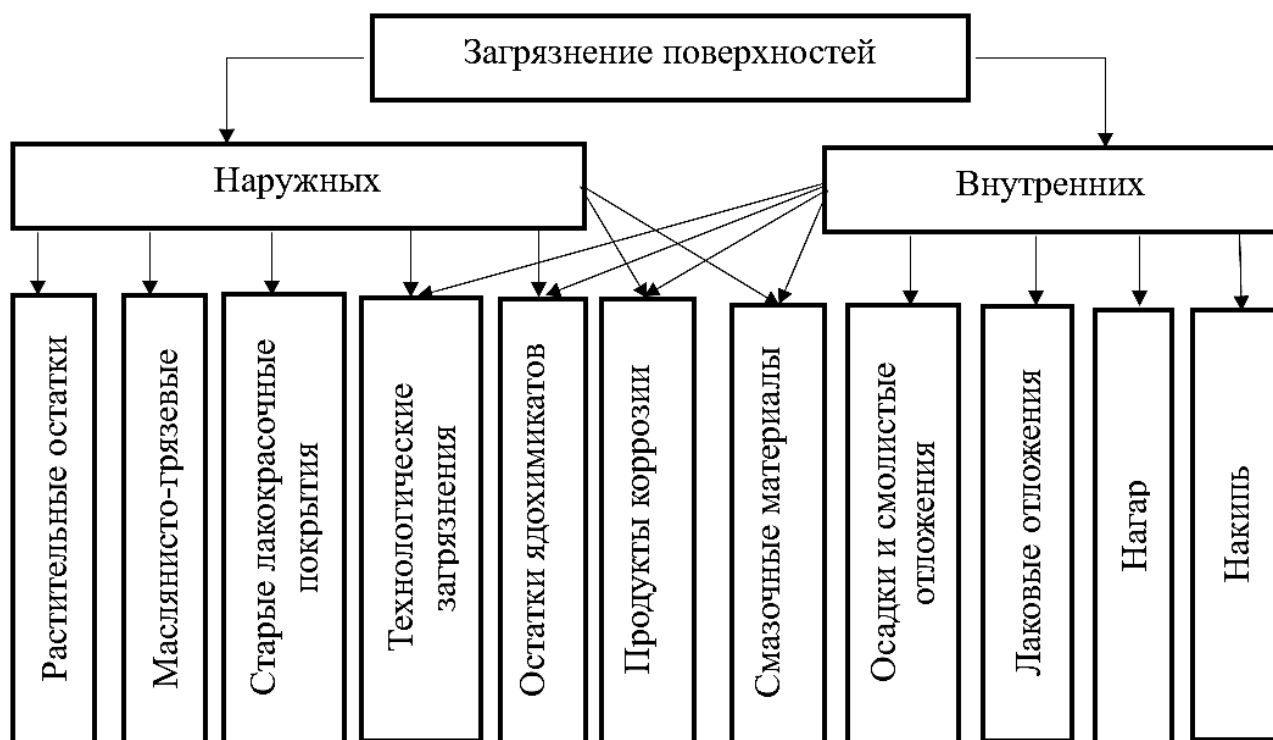 Загрязнение поверхностей
Наружных
Внутренних
Растительные остатки
Маслянисто-грязевые
Старые лакокрасочные
покрытия
Технологические
загрязнения
Остатки ядохимикатов
Продукты коррозии
Смазочные материалы
Осадки и смолистые
отложения
Лаковые отложения
Нагар
Накипь